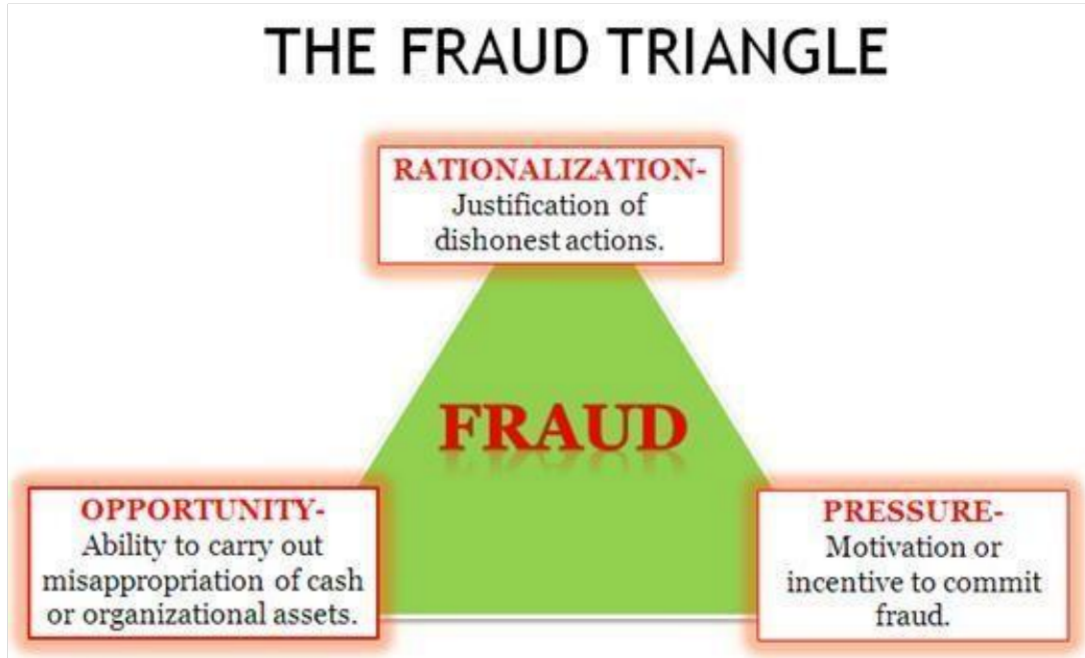 THE FRAUD TRIANGLE
RATIONALIZATION-
Justification of
dishonest actions.
FRAUD
OPPORTUNITY-
Ability to carry out
misappropriation of cash
or organizational assets.
PRESSURE-
Motivation or
incentive to commit
fraud.